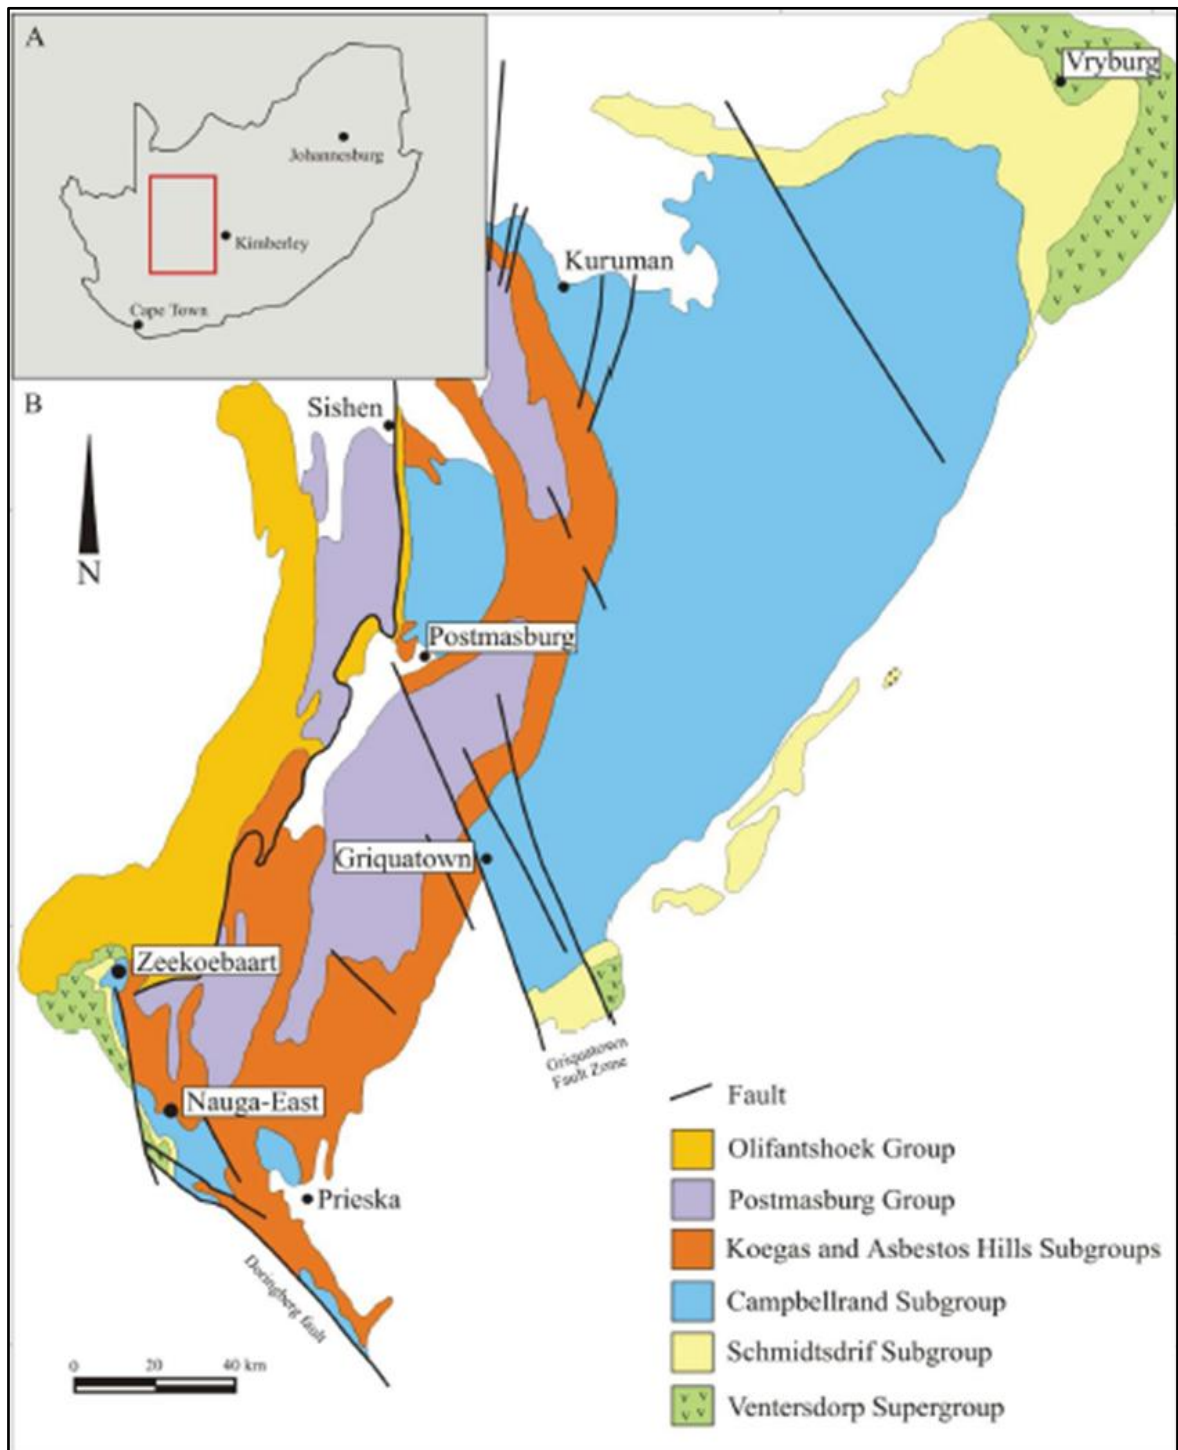 A
Johannesburg
Kimberley
Cape Town
B
N
Vryburg
Kuruman
Sishen
Postmasburg
Griquatown
Zeekoebaart
Griquatown
Fault Zone
Nauga-East
Prieska
Doringberg fault
0 20 40 km
Fault
Olifantshoek Group
Postmasburg Group
Koegas and Asbestos Hills Subgroups
Campbellrand Subgroup
Schmidtsdrif Subgroup
Ventersdorp Supergroup